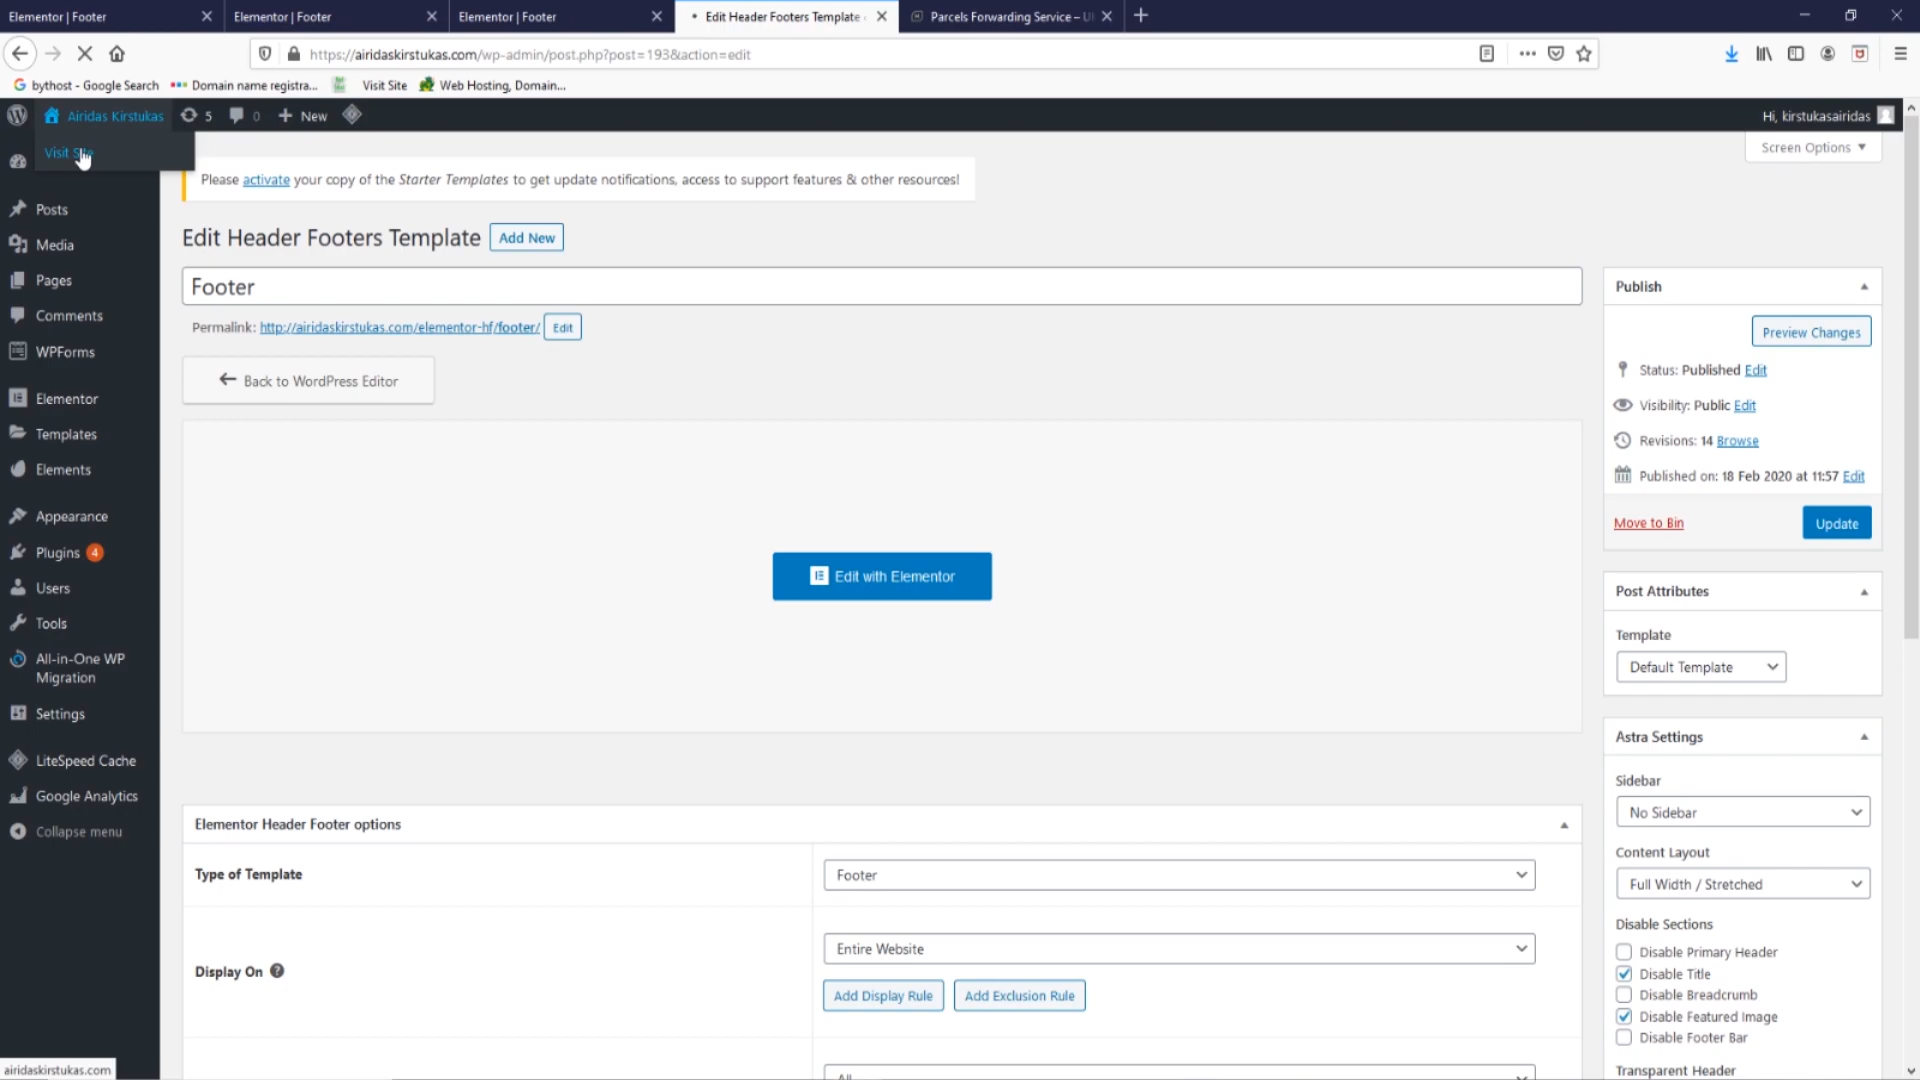 Elementor | Footer
Elementor | Footer
Elementor | Footer
• Edit Header Footers Template
Parcels Forwarding Service – U
https://airidaskirstukas.com/wp-admin/post.php?post=193&action=edit
bythost - Google Search
Domain name registra...
Visit Site
Web Hosting, Domain...
Airidas Kirstukas
5
0
+ New
Hi, kirstukasairidas
Visit Site
Screen Options
Please activate your copy of the Starter Templates to get update notifications, access to support features & other resources!
Posts
Media
Pages
Comments
WPForms
Elementor
Templates
Elements
Appearance
Plugins 4
Users
Tools
All-in-One WP
Migration
Settings
LiteSpeed Cache
Google Analytics
Collapse menu
Edit Header Footers Template
Add New
Footer
Permalink: http://airidaskirstukas.com/elementor-hf/footer/ Edit
← Back to WordPress Editor
Edit with Elementor
Elementor Header Footer options
Type of Template
Footer
Display On
Entire Website
Add Display Rule
Add Exclusion Rule
All
Publish
Preview Changes
Status: Published Edit
Visibility: Public Edit
Revisions: 14 Browse
Published on: 18 Feb 2020 at 11:57 Edit
Move to Bin
Update
Post Attributes
Template
Default Template
Astra Settings
Sidebar
No Sidebar
Content Layout
Full Width / Stretched
Disable Sections
Disable Primary Header
Disable Title
Disable Breadcrumb
Disable Featured Image
Disable Footer Bar
Transparent Header
airidaskirstukas.com